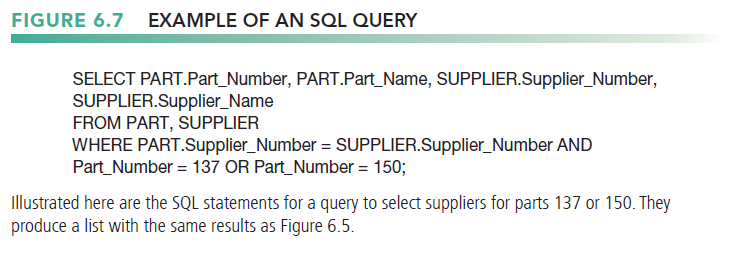 FIGURE 6.7 EXAMPLE OF AN SQL QUERY
SELECT PART.Part_Number, PART.Part_Name, SUPPLIER.Supplier_Number,
SUPPLIER.Supplier_Name
FROM PART, SUPPLIER
WHERE PART.Supplier_Number = SUPPLIER.Supplier_Number AND
Part_Number = 137 OR Part_Number = 150;
Illustrated here are the SQL statements for a query to select suppliers for parts 137 or 150. They
produce a list with the same results as Figure 6.5.